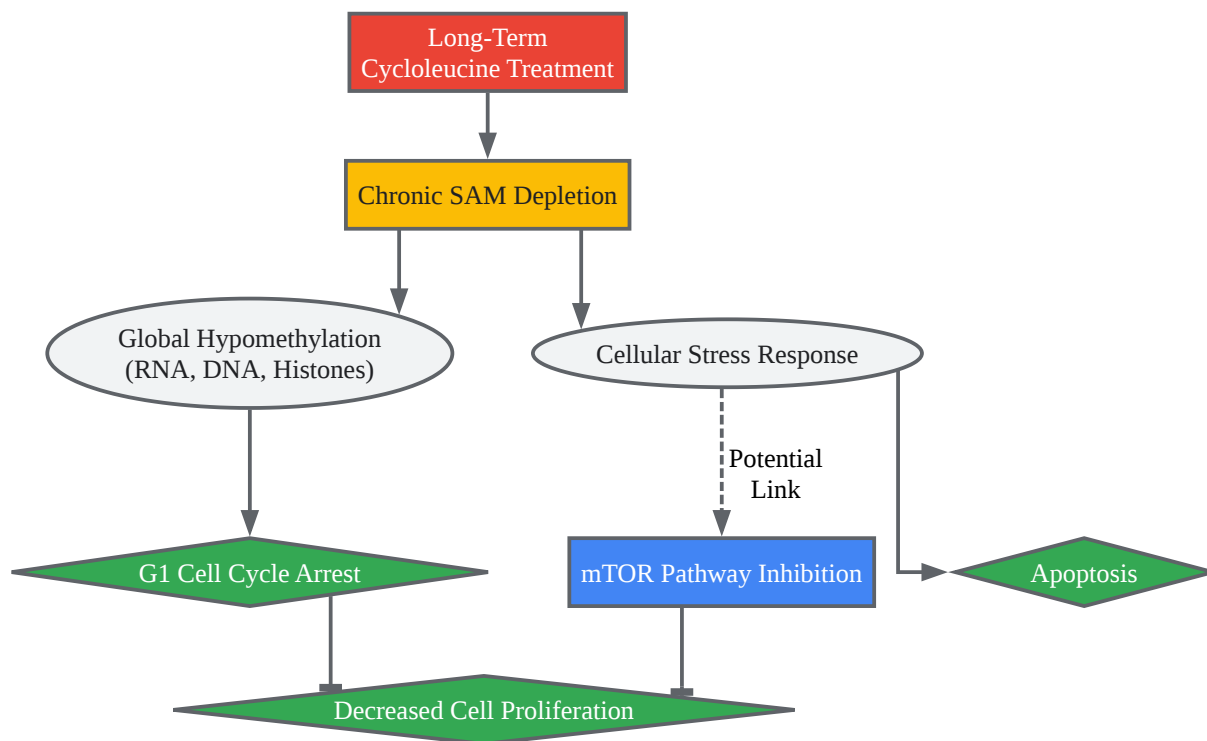 Long-Term
Cycloleucine Treatment
Chronic SAM Depletion
Global Hypomethylation
(RNA, DNA, Histones)
Cellular Stress Response
Potential
Link
G1 Cell Cycle Arrest
mTOR Pathway Inhibition
Apoptosis
Decreased Cell Proliferation